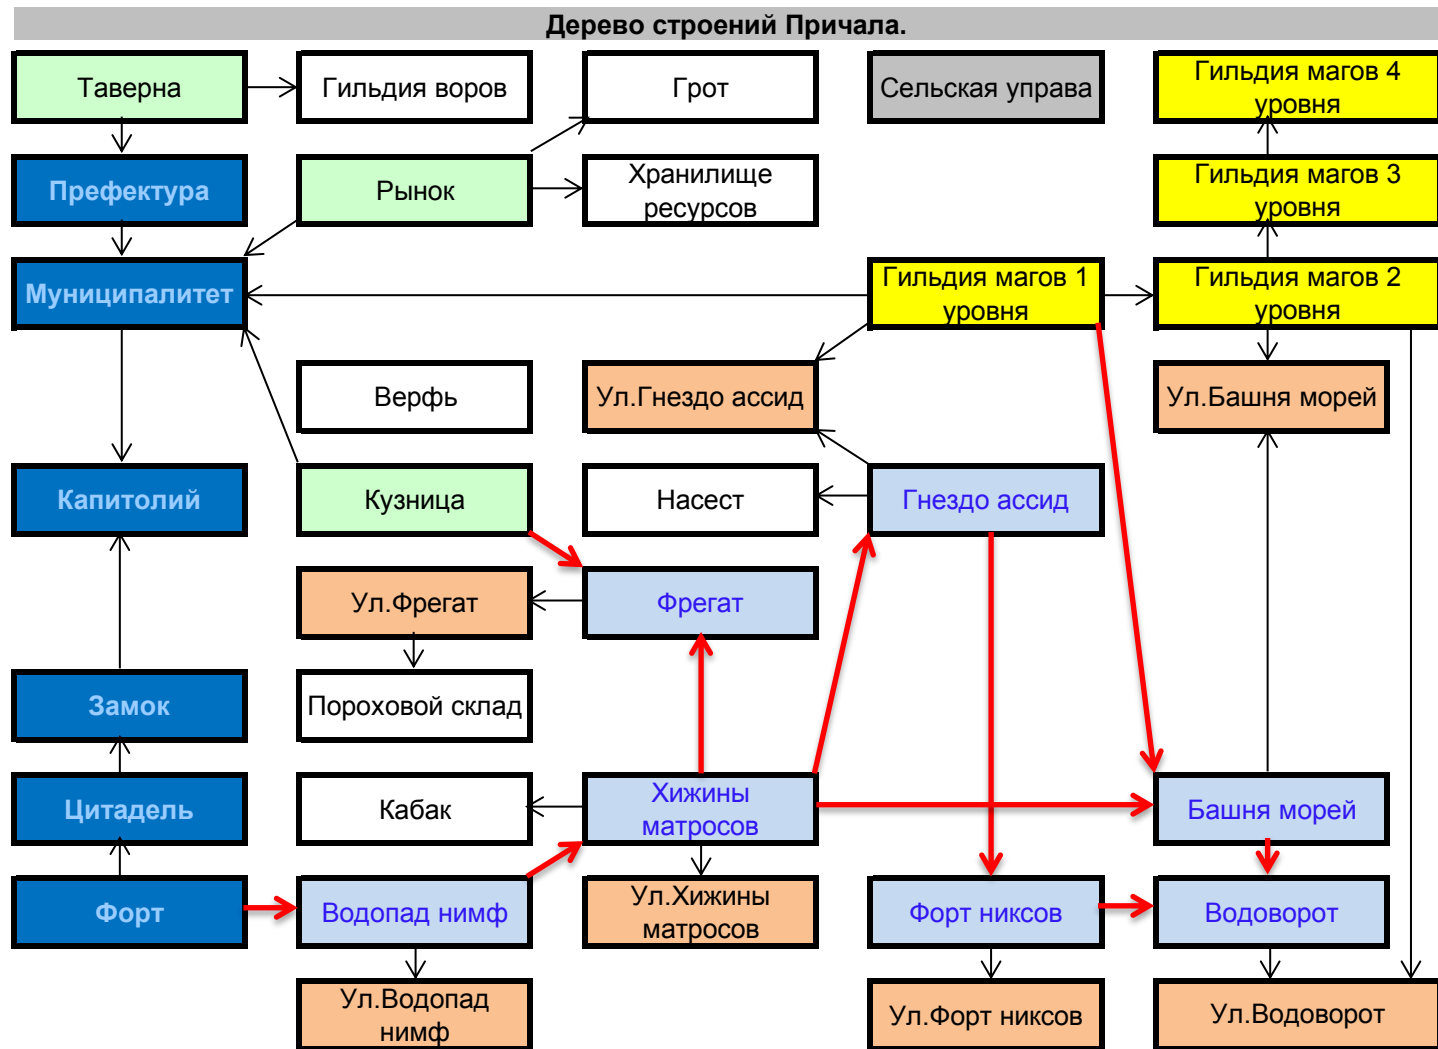 Дерево строений Причала.
Таверна
Гильдия воров
Грот
Сельская управа
Гильдия магов 4
уровня
Префектура
Рынок
Хранилище
ресурсов
Гильдия магов 3
уровня
Муниципалитет
Гильдия магов 1
уровня
Гильдия магов 2
уровня
Верфь
Ул.Гнездо ассид
Ул.Башня морей
Капитолий
Кузница
Насест
Гнездо ассид
Ул.Фрегат
Фрегат
Замок
Пороховой склад
Цитадель
Кабак
Хижины
матросов
Башня морей
Форт
Водопад нимф
Ул.Хижины
матросов
Форт никсов
Водоворот
Ул.Водопад
нимф
Ул.Форт никсов
Ул.Водоворот